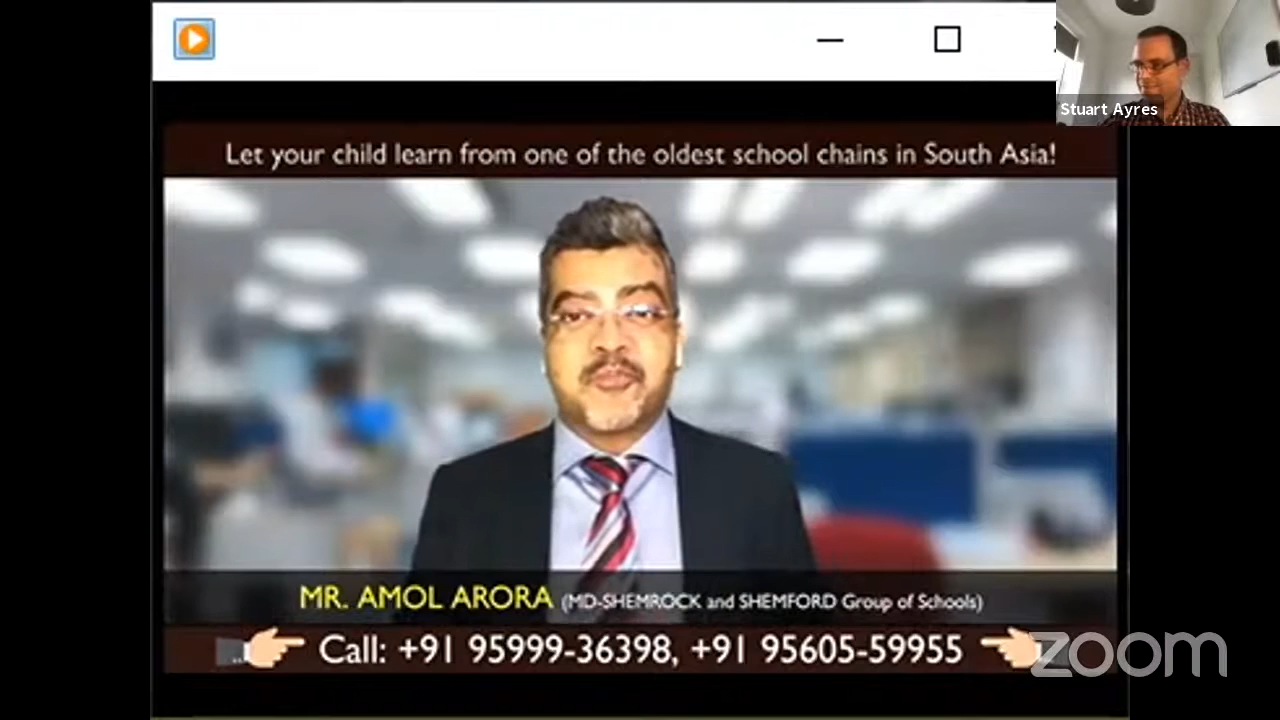 Stuart Ayres
Let your child learn from one of the oldest school chains in South Asia!
MR. AMOL ARORA (MD-SHEMROCK and SHEMFORD Group of Schools)
Call: +91 95999-36398, +91 95605-59955
zoom